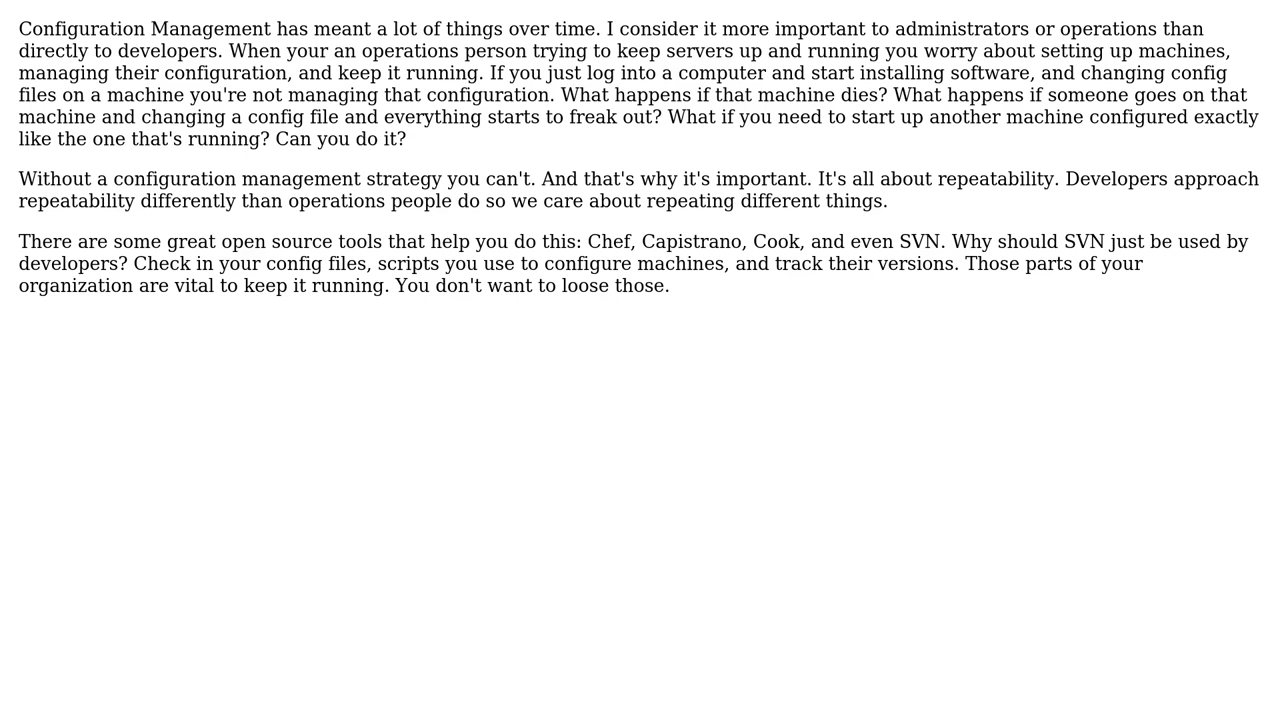 Configuration Management has meant a lot of things over time. I consider it more important to administrators or operations than
directly to developers. When your an operations person trying to keep servers up and running you worry about setting up machines,
managing their configuration, and keep it running. If you just log into a computer and start installing software, and changing config
files on a machine you're not managing that configuration. What happens if that machine dies? What happens if someone goes on that
machine and changing a config file and everything starts to freak out? What if you need to start up another machine configured exactly
like the one that's running? Can you do it?
Without a configuration management strategy you can't. And that's why it's important. It's all about repeatability. Developers approach
repeatability differently than operations people do so we care about repeating different things.
There are some great open source tools that help you do this: Chef, Capistrano, Cook, and even SVN. Why should SVN just be used by
developers? Check in your config files, scripts you use to configure machines, and track their versions. Those parts of your
organization are vital to keep it running. You don't want to loose those.